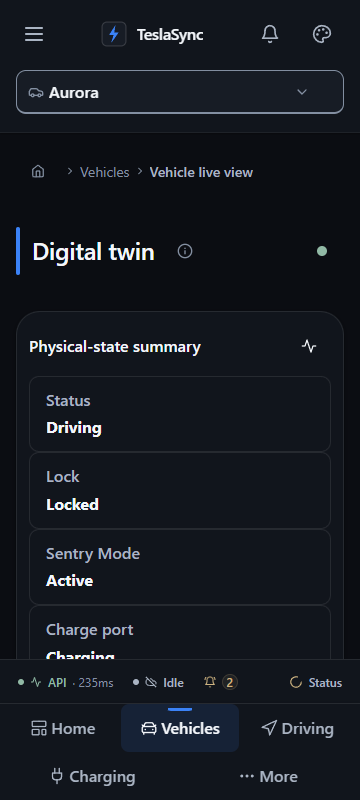 TeslaSync
Aurora
Vehicles > Vehicle live view
Digital twin
Physical-state summary
Status
Driving
Lock
Locked
Sentry Mode
Active
Charge port
Charging
API · 235ms Idle 2 Status
Home Vehicles Driving
Charging More